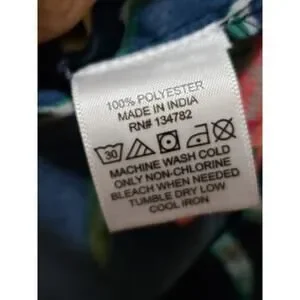 100% POLYESTER
MADE IN INDIA
RN# 134782
30
MACHINE WASH COLD
ONLY NON-CHLORINE
BLEACH WHEN NEEDED
TUMBLE DRY LOW
COOL IRON